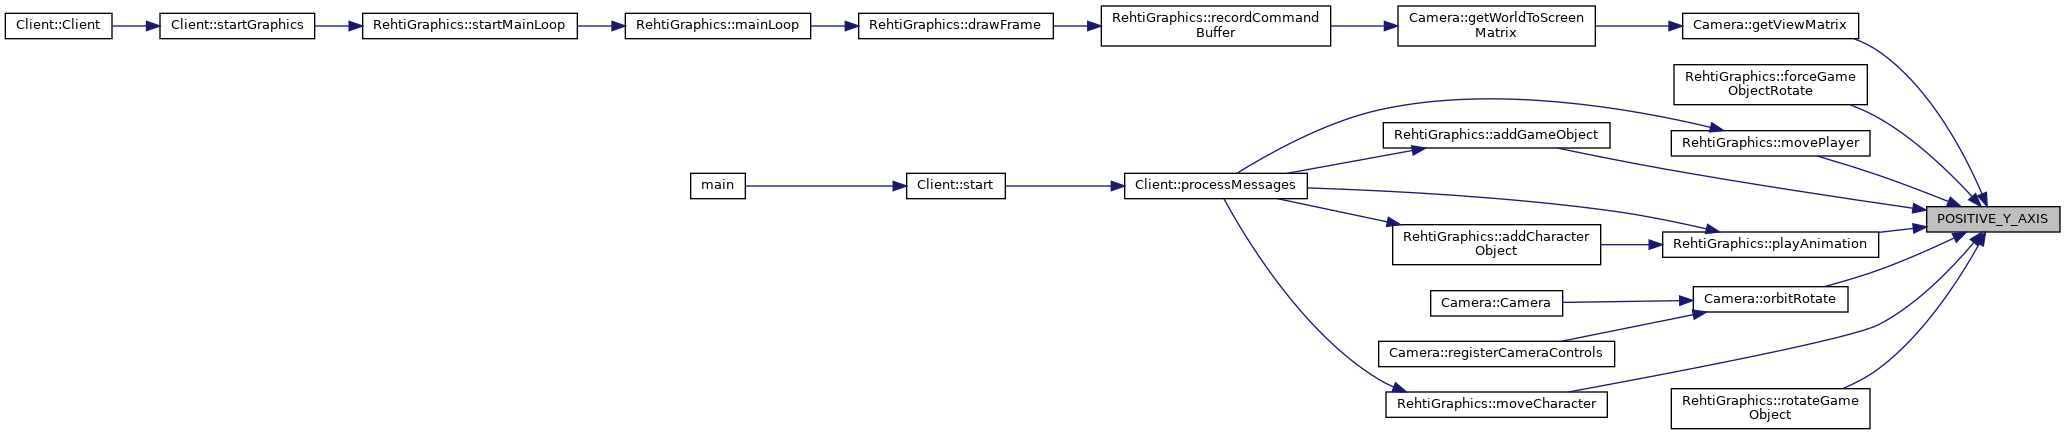 Client::Client
Client::startGraphics
RehtiGraphics::startMainLoop
RehtiGraphics::mainLoop
RehtiGraphics::drawFrame
RehtiGraphics::recordCommand
Buffer
Camera::getWorldToScreen
Matrix
Camera::getViewMatrix
RehtiGraphics::forceGame
ObjectRotate
RehtiGraphics::addGameObject
RehtiGraphics::movePlayer
main
Client::start
Client::processMessages
POSITIVE_Y_AXIS
RehtiGraphics::addCharacter
Object
RehtiGraphics::playAnimation
Camera::Camera
Camera::orbitRotate
Camera::registerCameraControls
RehtiGraphics::moveCharacter
RehtiGraphics::rotateGame
Object